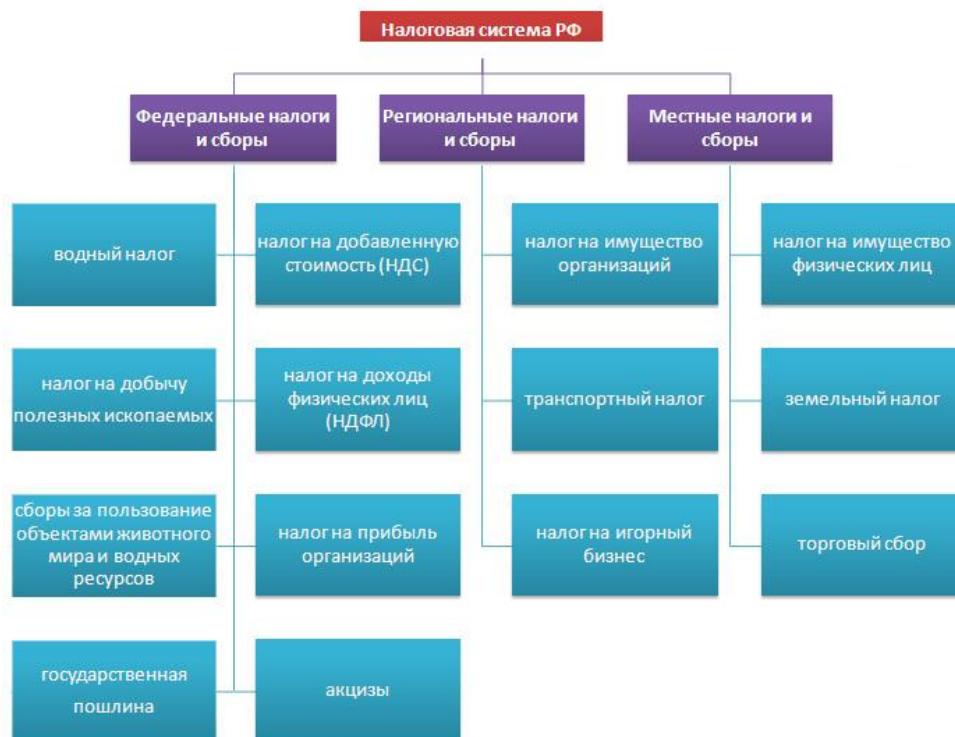 Налоговая система РФ
Федеральные налоги
и сборы
Региональные налоги
и сборы
Местные налоги и
сборы
водный налог
налог на добавленную
стоимость (НДС)
налог на имущество
организаций
налог на имущество
физических лиц
налог на добычу
полезных ископаемых
налог на доходы
физических лиц
(НДФЛ)
транспортный налог
земельный налог
сборы за пользование
объектами животного
мира и водных
ресурсов
налог на прибыль
организаций
налог на игорный
бизнес
торговый сбор
государственная
пошлина
акцизы